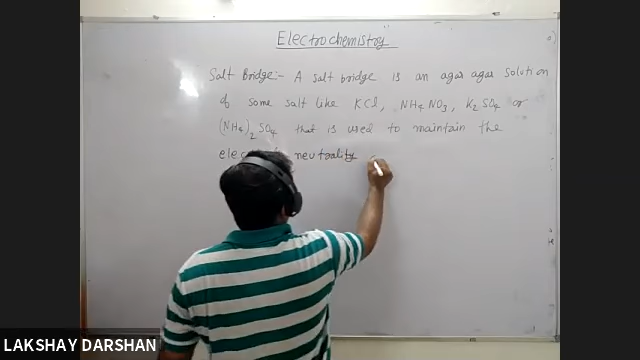 Electrochemistry
Salt Bridge:- A salt bridge is an agar agar solution
of some salt like KCl, NH4NO3, K2SO4 or
(NH4)2SO4 that is used to maintain the
neutrality
LAKSHAY DARSHAN